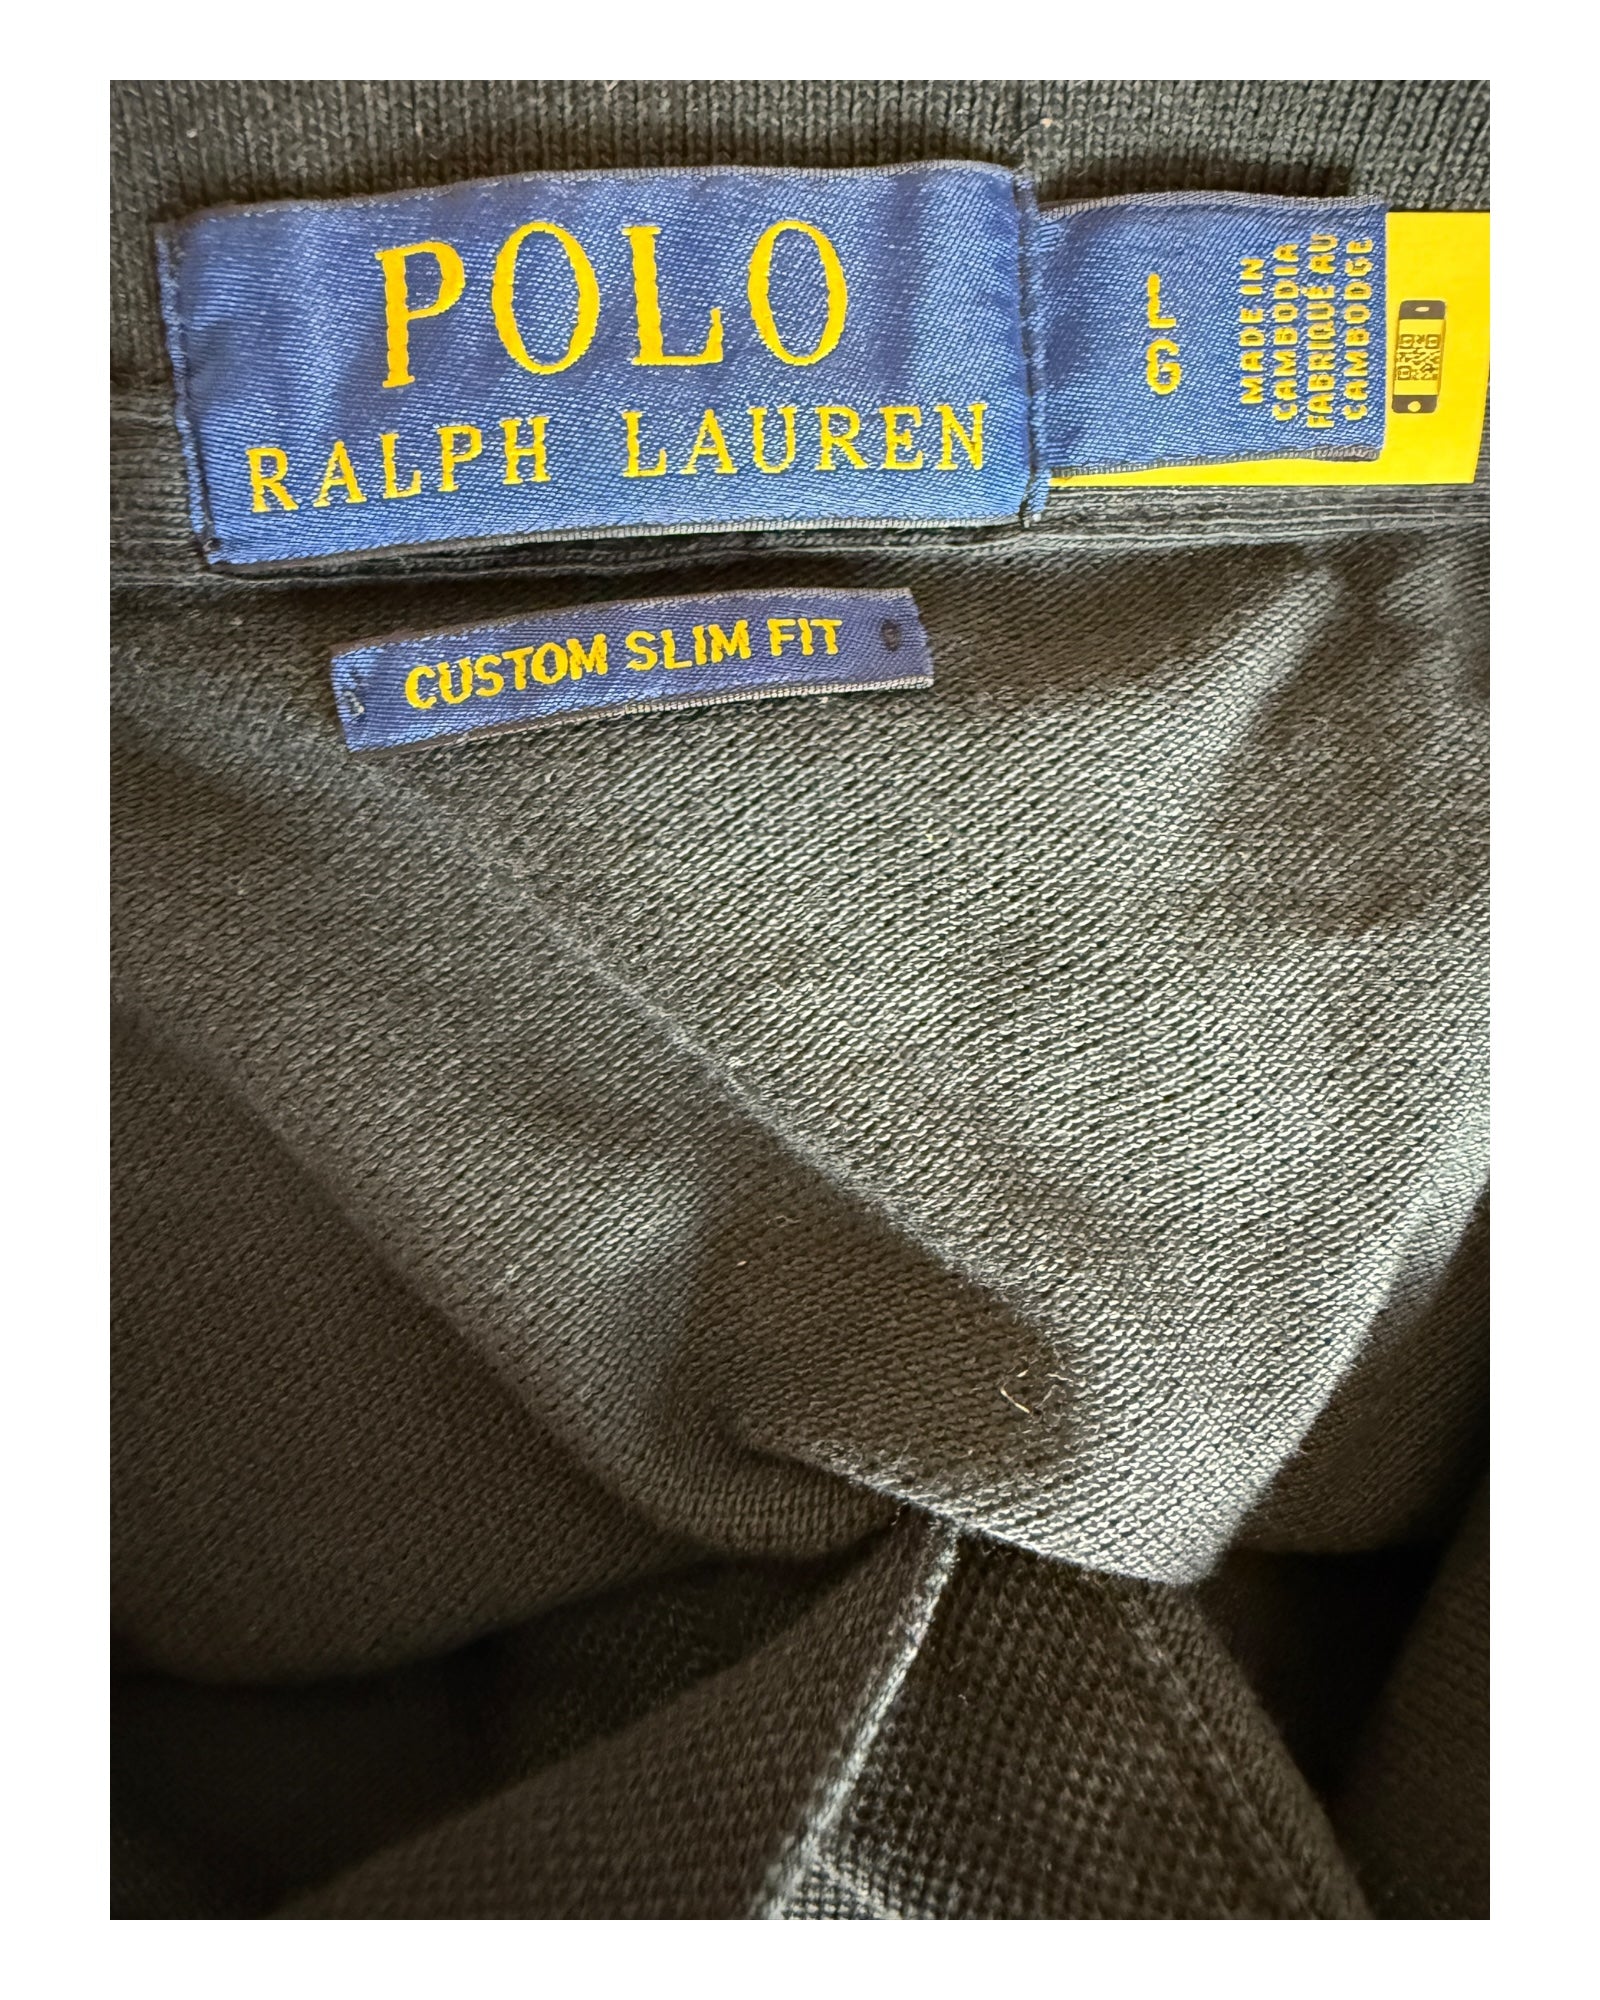 POLO
RALPH LAUREN
L
G
MADE IN
CAMBODIA
FABRIQUÉ AU
CAMBODGE
CUSTOM SLIM FIT